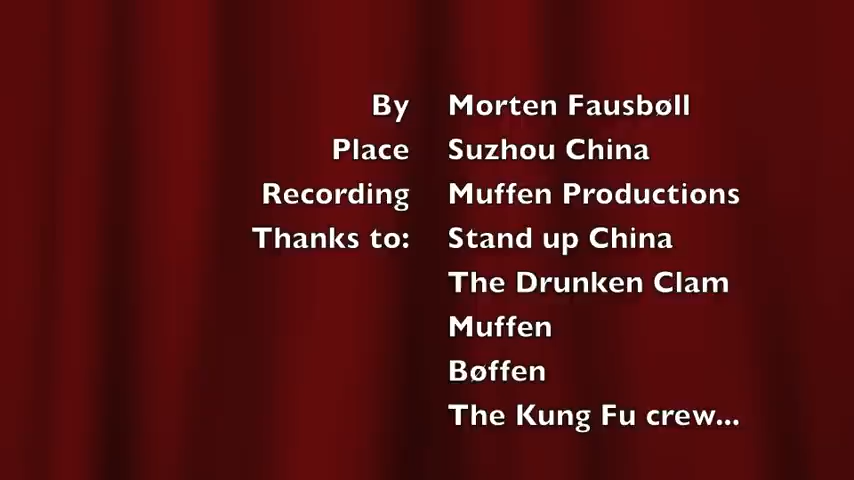 By Morten Fausbøll
Place Suzhou China
Recording Muffen Productions
Thanks to: Stand up China
The Drunken Clam
Muffen
Bøffen
The Kung Fu crew...